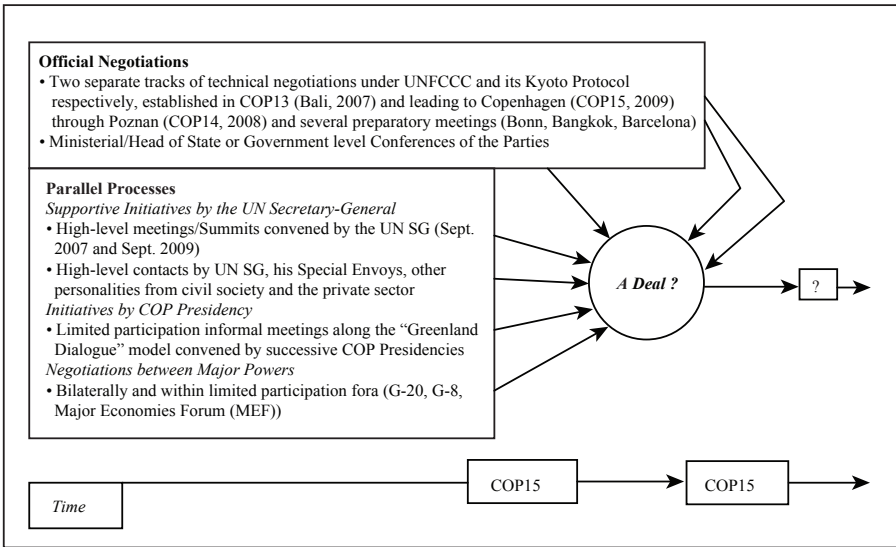 Official Negotiations
• Two separate tracks of technical negotiations under UNFCCC and its Kyoto Protocol
respectively, established in COP13 (Bali, 2007) and leading to Copenhagen (COP15, 2009)
through Poznan (COP14, 2008) and several preparatory meetings (Bonn, Bangkok, Barcelona)
• Ministerial/Head of State or Government level Conferences of the Parties
Parallel Processes
Supportive Initiatives by the UN Secretary-General
• High-level meetings/Summits convened by the UN SG (Sept.
2007 and Sept. 2009)
• High-level contacts by UN SG, his Special Envoys, other
personalities from civil society and the private sector
Initiatives by COP Presidency
• Limited participation informal meetings along the “Greenland
Dialogue” model convened by successive COP Presidencies
Negotiations between Major Powers
• Bilaterally and within limited participation fora (G-20, G-8,
Major Economies Forum (MEF))
A Deal ?
?
Time
COP15
COP15